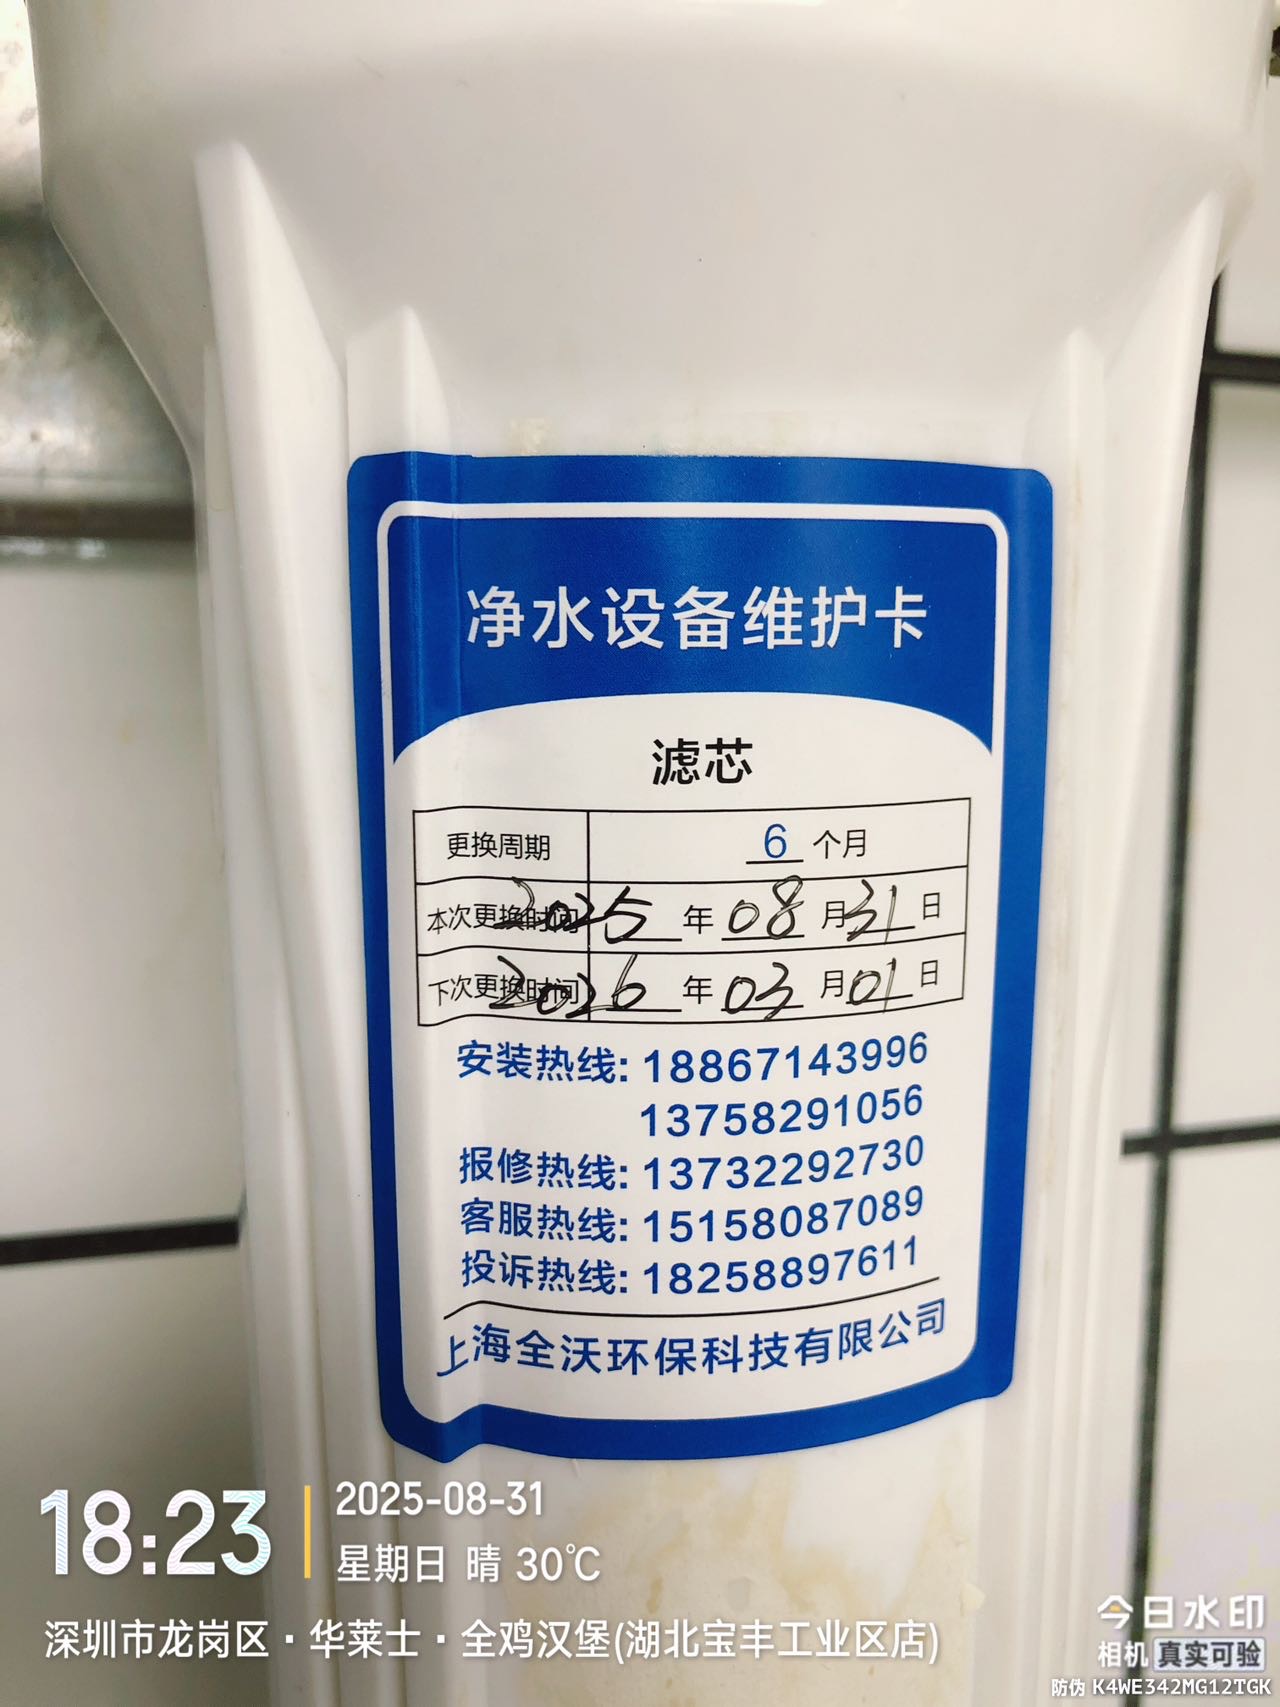 净水设备维护卡
滤芯
更换周期 6 个月
本次更换时间 2025 年 08 月 31 日
下次更换时间 2026 年 03 月 01 日
安装热线: 18867143996
13758291056
报修热线: 13732292730
客服热线: 15158087089
投诉热线: 18258897611
上海全沃环保科技有限公司
18:23
2025-08-31
星期日 晴 30℃
深圳市龙岗区·华莱士·全鸡汉堡(湖北宝丰工业区店)
今日水印
相机 真实可验
防伪 K4WE342MG12TGK